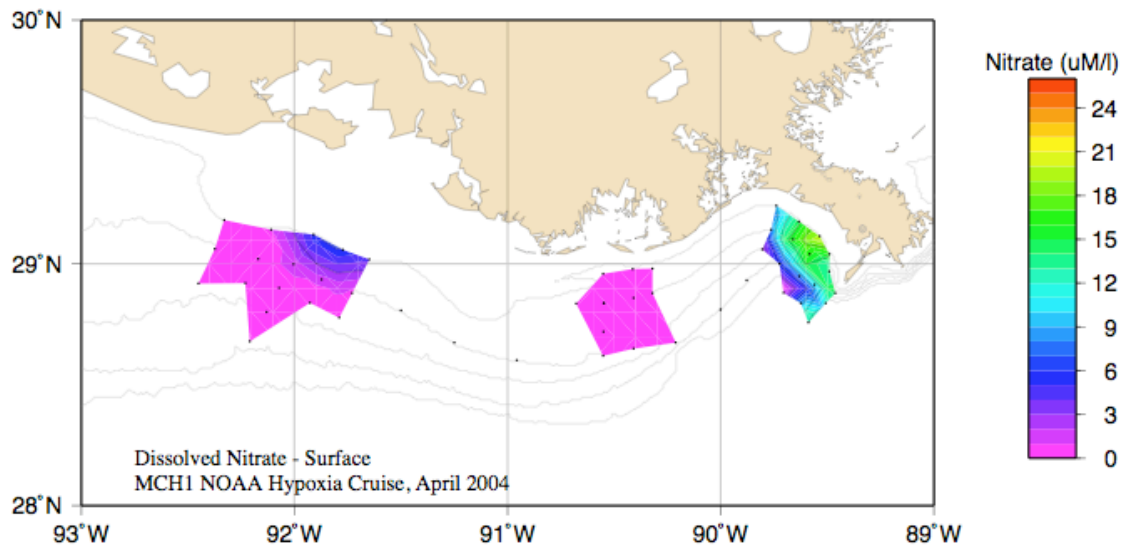 30˚N
Nitrate (uM/l)
24
21
18
15
29˚N
12
9
6
3
Dissolved Nitrate - Surface
0
MCH1 NOAA Hypoxia Cruise, April 2004
28˚N
93˚W 92˚W 91˚W 90˚W 89˚W